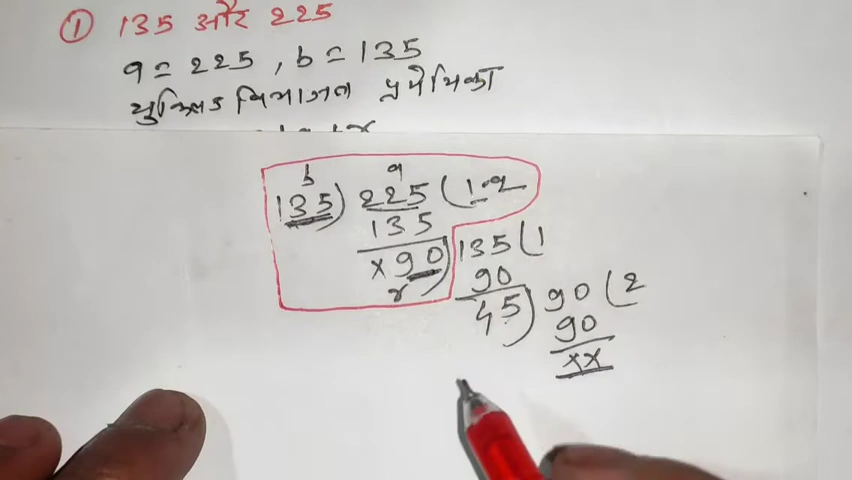 ① 135 और 225
a = 225 , b = 135
युक्लिड विभाजन प्रमेयिका
b a
135) 225 (1-q
135
×90) 135 (1
r 90
45) 90 (2
90
××